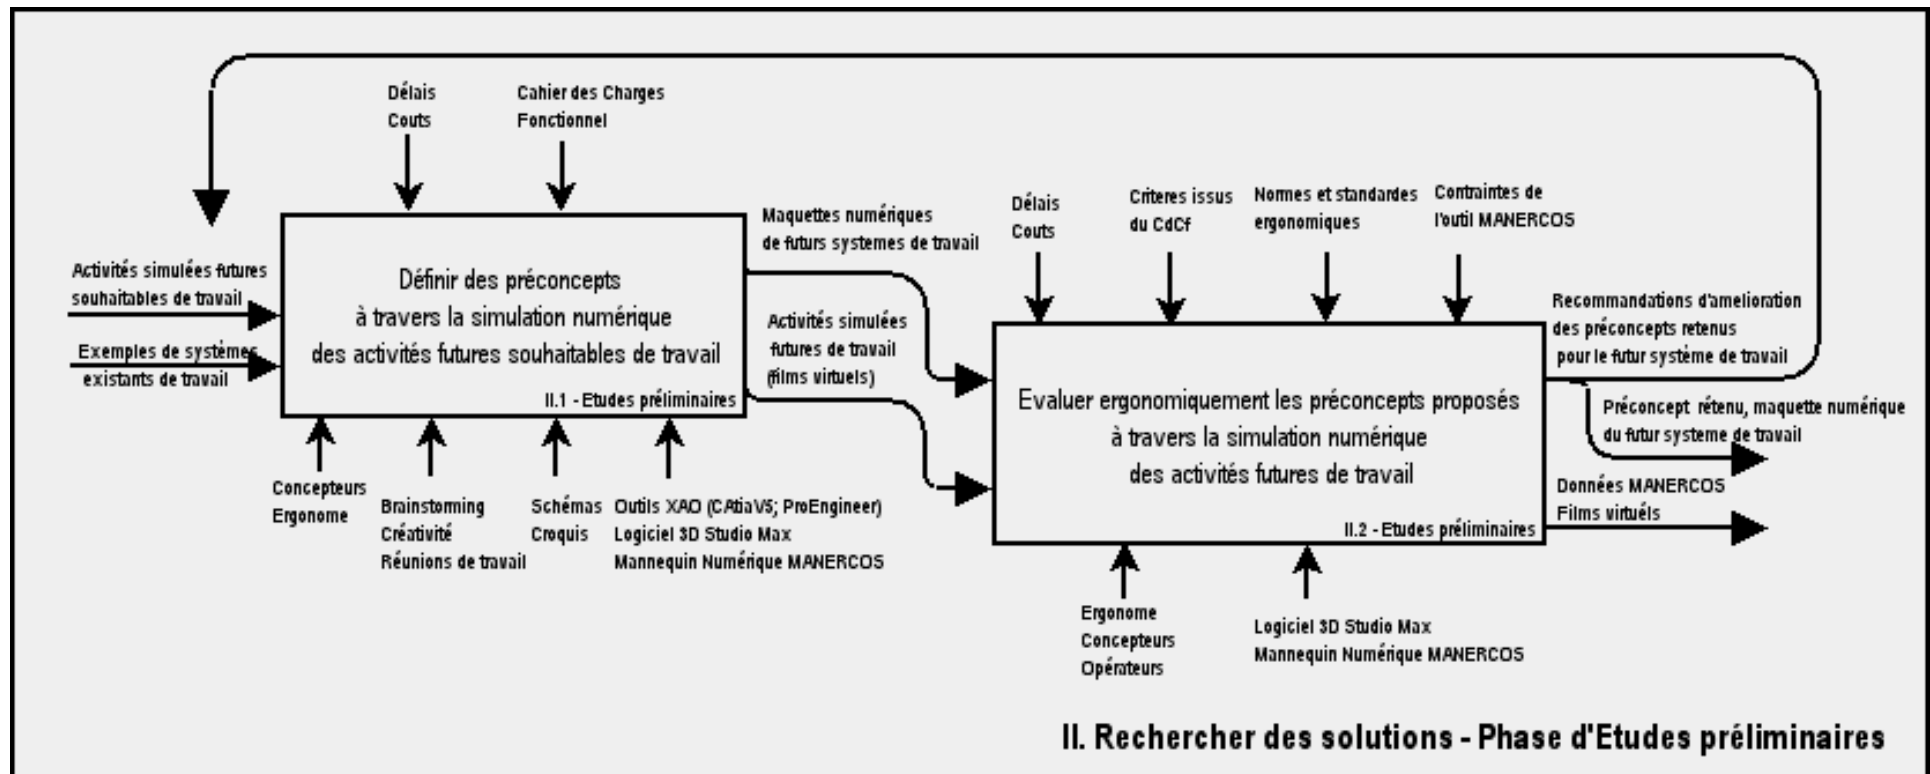 Délais
Couts
Cahier des Charges
Fonctionnel
Activités simulées futures
souhaitables de travail
Exemples de systèmes
existants de travail
Définir des préconcepts
à travers la simulation numérique
des activités futures souhaitables de travail
II.1 - Etudes préliminaires
Concepteurs
Ergonome
Brainstorming
Créativité
Réunions de travail
Schémas
Croquis
Outils XAO (CAtiaV5; ProEngineer)
Logiciel 3D Studio Max
Mannequin Numérique MANERCOS
Maquettes numériques
de futurs systemes de travail
Activités simulées
futures de travail
(films virtuels)
Délais
Couts
Criteres issus
du CdCf
Normes et standardes
ergonomiques
Contraintes de
l'outil MANERCOS
Evaluer ergonomiquement les préconcepts proposés
à travers la simulation numérique
des activités futures de travail
II.2 - Etudes préliminaires
Ergonome
Concepteurs
Opérateurs
Logiciel 3D Studio Max
Mannequin Numérique MANERCOS
Recommandations d'amelioration
des préconcepts retenus
pour le futur système de travail
Préconcept rétenu, maquette numérique
du futur systeme de travail
Données MANERCOS
Films virtuéls
II. Rechercher des solutions - Phase d'Etudes préliminaires